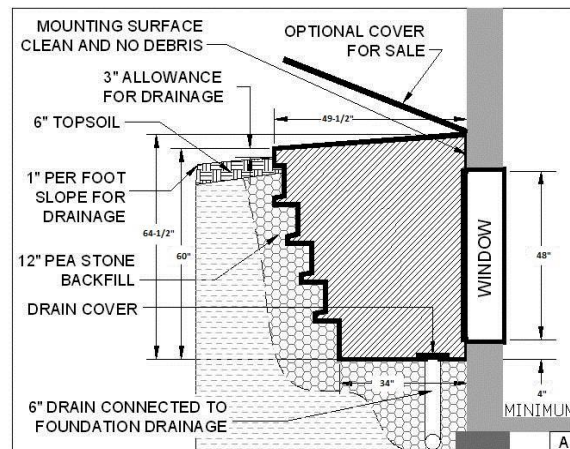 MOUNTING SURFACE
CLEAN AND NO DEBRIS
OPTIONAL COVER
FOR SALE
3" ALLOWANCE
FOR DRAINAGE
49-1/2"
6" TOPSOIL
1" PER FOOT
SLOPE FOR
DRAINAGE
64-1/2"
60"
12" PEA STONE
BACKFILL
WINDOW
48"
DRAIN COVER
34"
4"
MINIMUM
6" DRAIN CONNECTED TO
FOUNDATION DRAINAGE
A